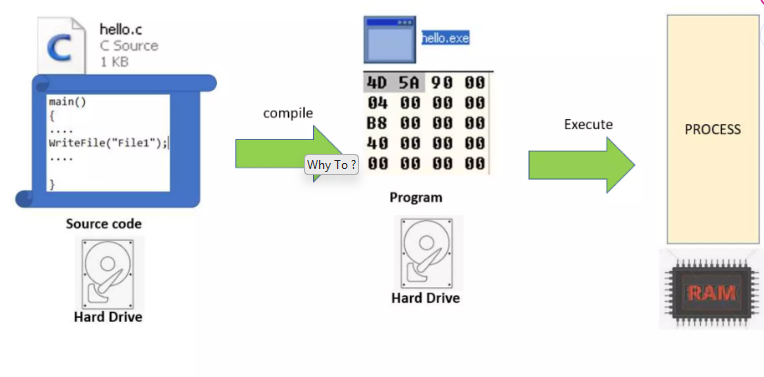 hello.c
C Source
1 KB
C
main()
{
....
WriteFile("File1");
....
}
Source code
Hard Drive
compile
Why To ?
hello.exe
4D 5A 90 00
04 00 00 00
B8 00 00 00
40 00 00 00
00 00 00 00
Program
Hard Drive
Execute
PROCESS
RAM